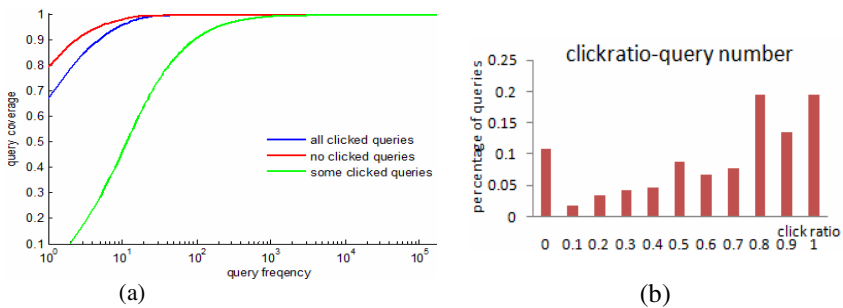 1
0.9
0.8
0.7
0.6
0.5
0.4
0.3
0.2
0.1
query coverage
all clicked queries
no clicked queries
some clicked queries
10^0
10^1
10^2
10^3
10^4
10^5
query freqency
(a)
clickratio-query number
0.25
0.2
0.15
0.1
0.05
0
percentage of queries
click ratio
0 0.1 0.2 0.3 0.4 0.5 0.6 0.7 0.8 0.9 1
(b)